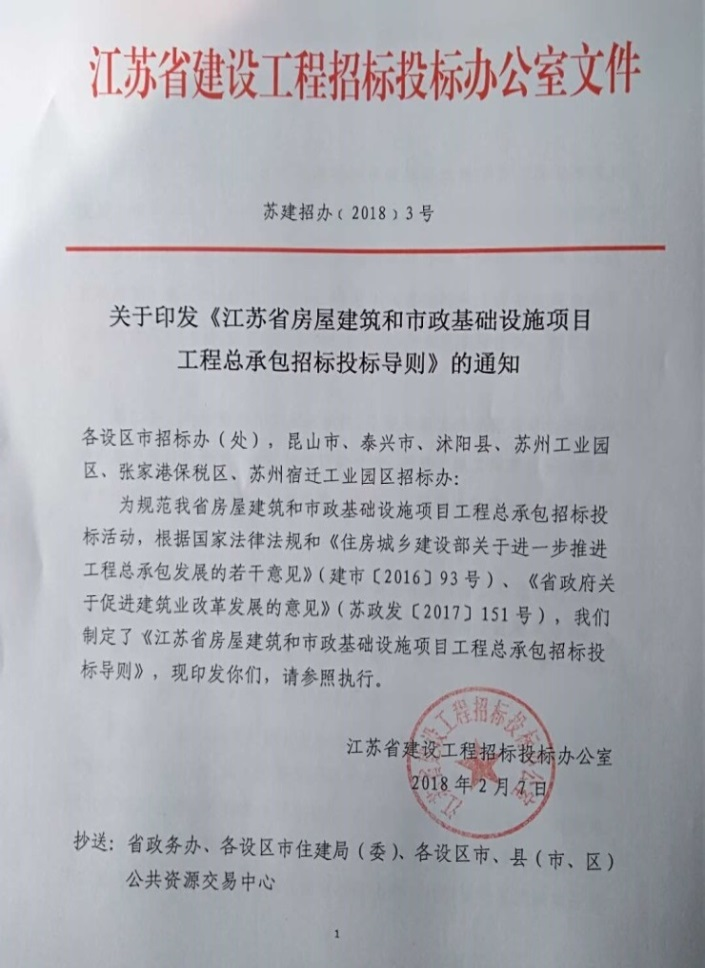 江苏省建设工程招标投标办公室文件
苏建招办﹝2018﹞3号
关于印发《江苏省房屋建筑和市政基础设施项目
工程总承包招标投标导则》的通知
各设区市招标办(处),昆山市、泰兴市、沭阳县、苏州工业园
区、张家港保税区、苏州宿迁工业园区招标办:
为规范我省房屋建筑和市政基础设施项目工程总承包招标投
标活动,根据国家法律法规和《住房城乡建设部关于进一步推进
工程总承包发展的若干意见》(建市〔2016〕93号)、《省政府关
于促进建筑业改革发展的意见》(苏政发〔2017〕151号),我们
制定了《江苏省房屋建筑和市政基础设施项目工程总承包招标投
标导则》,现印发你们,请参照执行。
江苏省建设工程招标投标办公室
江苏省建设工程招标投标办公室
2018年2月7日
抄送:省政务办、各设区市住建局(委)、各设区市、县(市、区)
公共资源交易中心
1